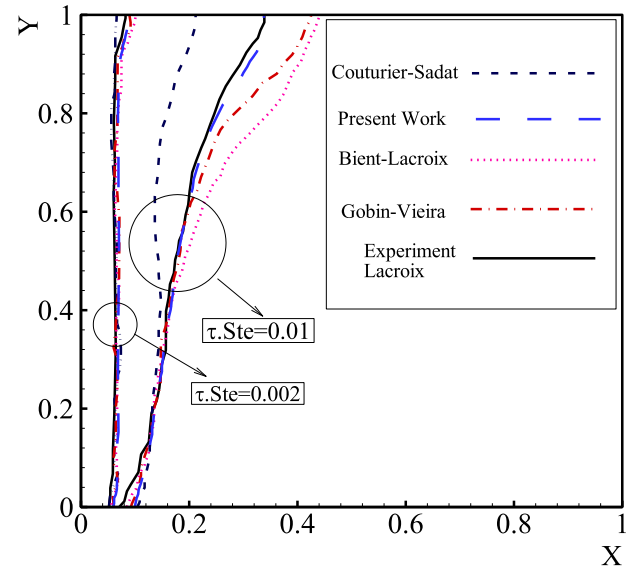 Y
1
0.8
0.6
0.4
0.2
0
0
0.2
0.4
0.6
0.8
1
X
Couturier-Sadat
Present Work
Bient-Lacroix
Gobin-Vieira
Experiment
Lacroix
τ.Ste=0.01
τ.Ste=0.002